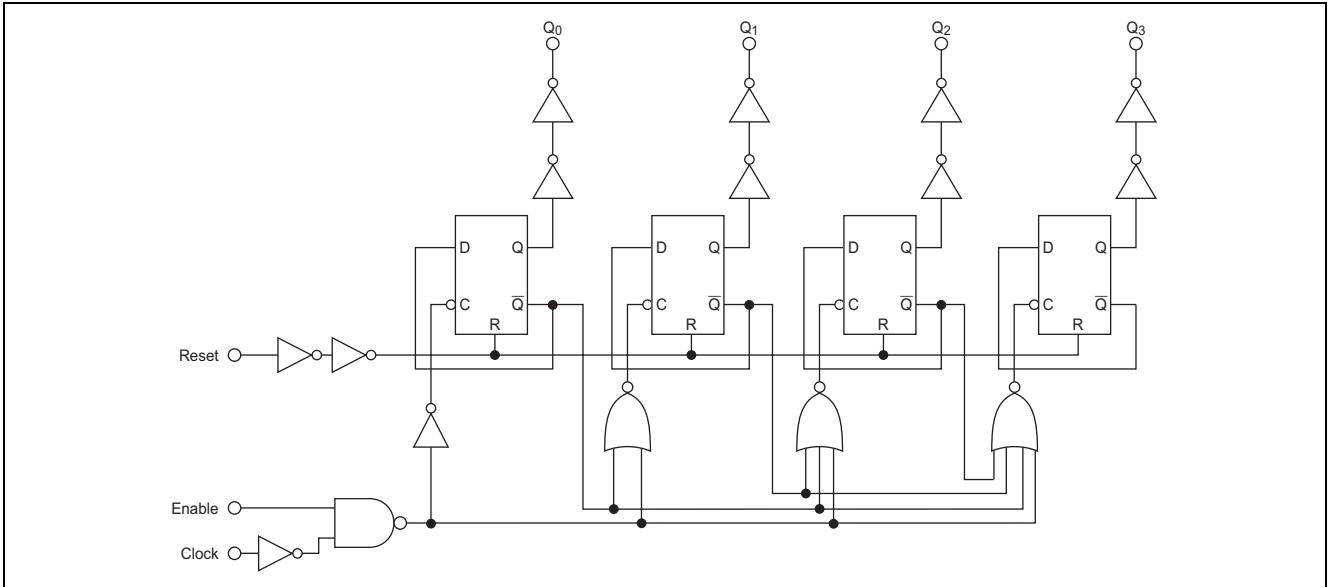 Q0 Q1 Q2 Q3
D Q D Q D Q D Q
C Q̅ C Q̅ C Q̅ C Q̅
R R R R
Reset
Enable
Clock